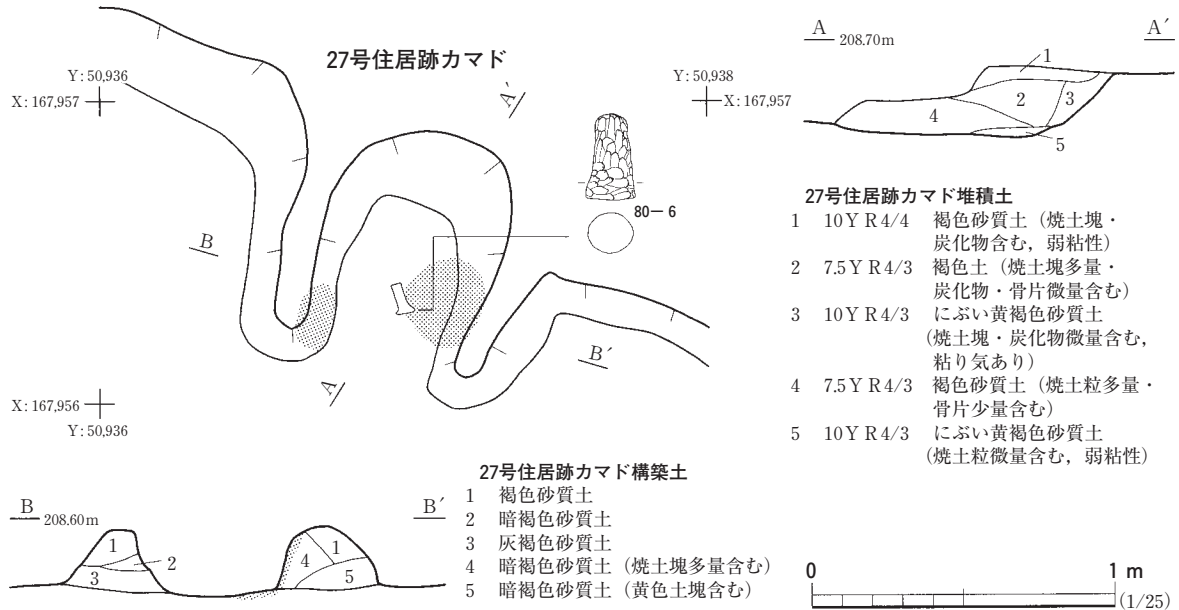 27号住居跡カマド
Y: 50,936
X: 167,957
A′
Y: 50,938
X: 167,957
80－6
B
B′
A
X: 167,956
Y: 50,936
A 208.70m A′
1
2
3
4
5
27号住居跡カマド堆積土
1 10YR4/4 褐色砂質土（焼土塊・
炭化物含む，弱粘性）
2 7.5YR4/3 褐色土（焼土塊多量・
炭化物・骨片微量含む）
3 10YR4/3 にぶい黄褐色砂質土
（焼土塊・炭化物微量含む，
粘り気あり）
4 7.5YR4/3 褐色砂質土（焼土粒多量・
骨片少量含む）
5 10YR4/3 にぶい黄褐色砂質土
（焼土粒微量含む，弱粘性）
B 208.60m B′
1
2
3
4
1
5
27号住居跡カマド構築土
1 褐色砂質土
2 暗褐色砂質土
3 灰褐色砂質土
4 暗褐色砂質土（焼土塊多量含む）
5 暗褐色砂質土（黄色土塊含む）
0 1 m
(1/25)